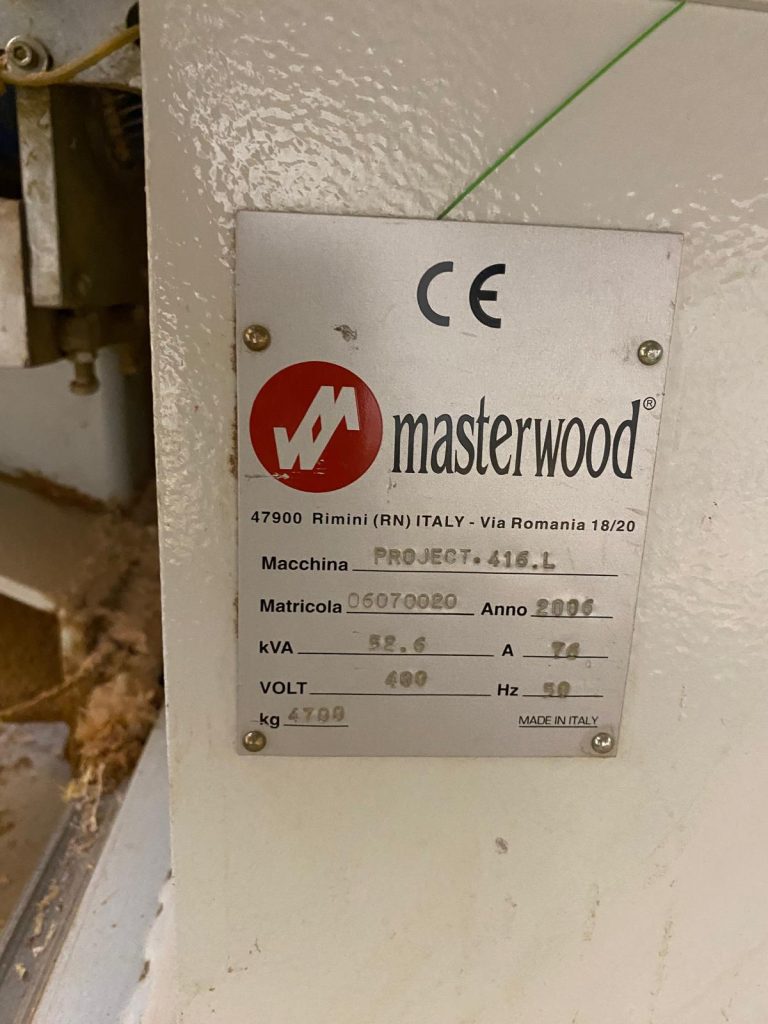 CE
WM masterwood®
47900 Rimini (RN) ITALY - Via Romania 18/20
Macchina PROJECT.416.L
Matricola 06070020 Anno 2006
kVA 52.6 A 76
VOLT 400 Hz 50
kg 4700 MADE IN ITALY